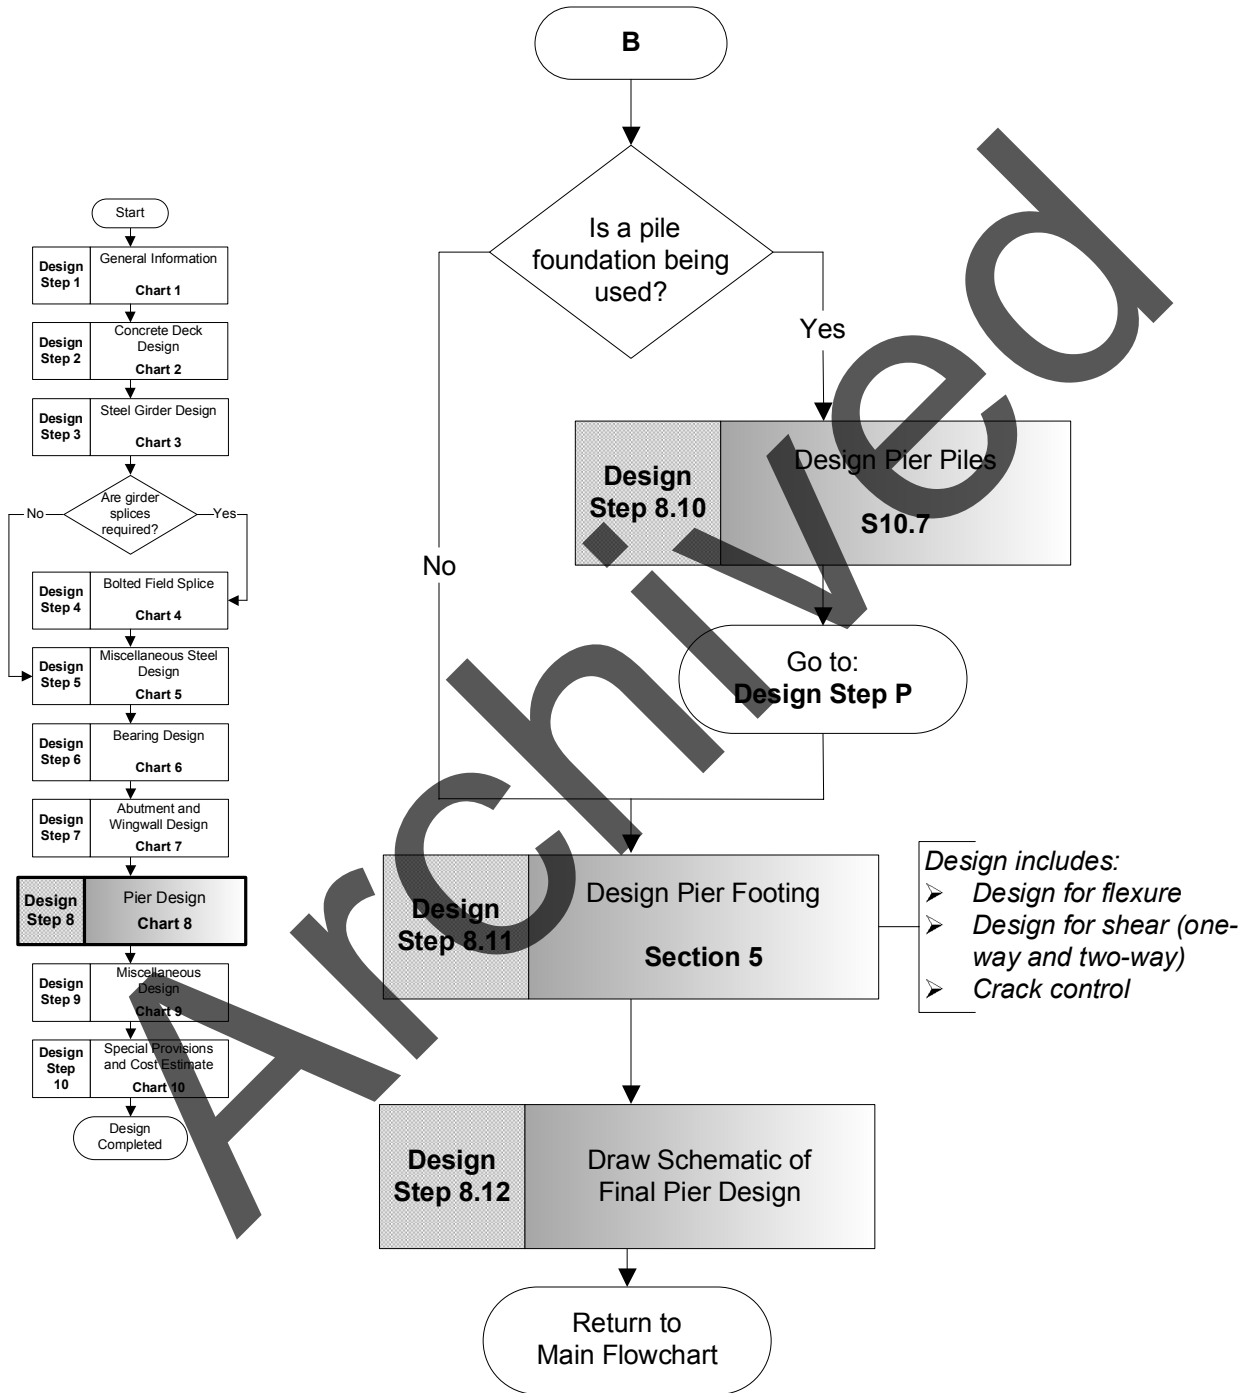 Start
Design
Step 1
General Information
Chart 1
Design
Step 2
Concrete Deck
Design
Chart 2
Design
Step 3
Steel Girder Design
Chart 3
Are girder
splices
required?
No
Yes
Design
Step 4
Bolted Field Splice
Chart 4
Design
Step 5
Miscellaneous Steel
Design
Chart 5
Design
Step 6
Bearing Design
Chart 6
Design
Step 7
Abutment and
Wingwall Design
Chart 7
Design
Step 8
Pier Design
Chart 8
Design
Step 9
Miscellaneous
Design
Chart 9
Design
Step
10
Special Provisions
and Cost Estimate
Chart 10
Design
Completed
B
Is a pile
foundation being
used?
Yes
No
Design
Step 8.10
Design Pier Piles
S10.7
Go to:
Design Step P
Design
Step 8.11
Design Pier Footing
Section 5
Design includes:
➢ Design for flexure
➢ Design for shear (one-
way and two-way)
➢ Crack control
Design
Step 8.12
Draw Schematic of
Final Pier Design
Return to
Main Flowchart
Archived